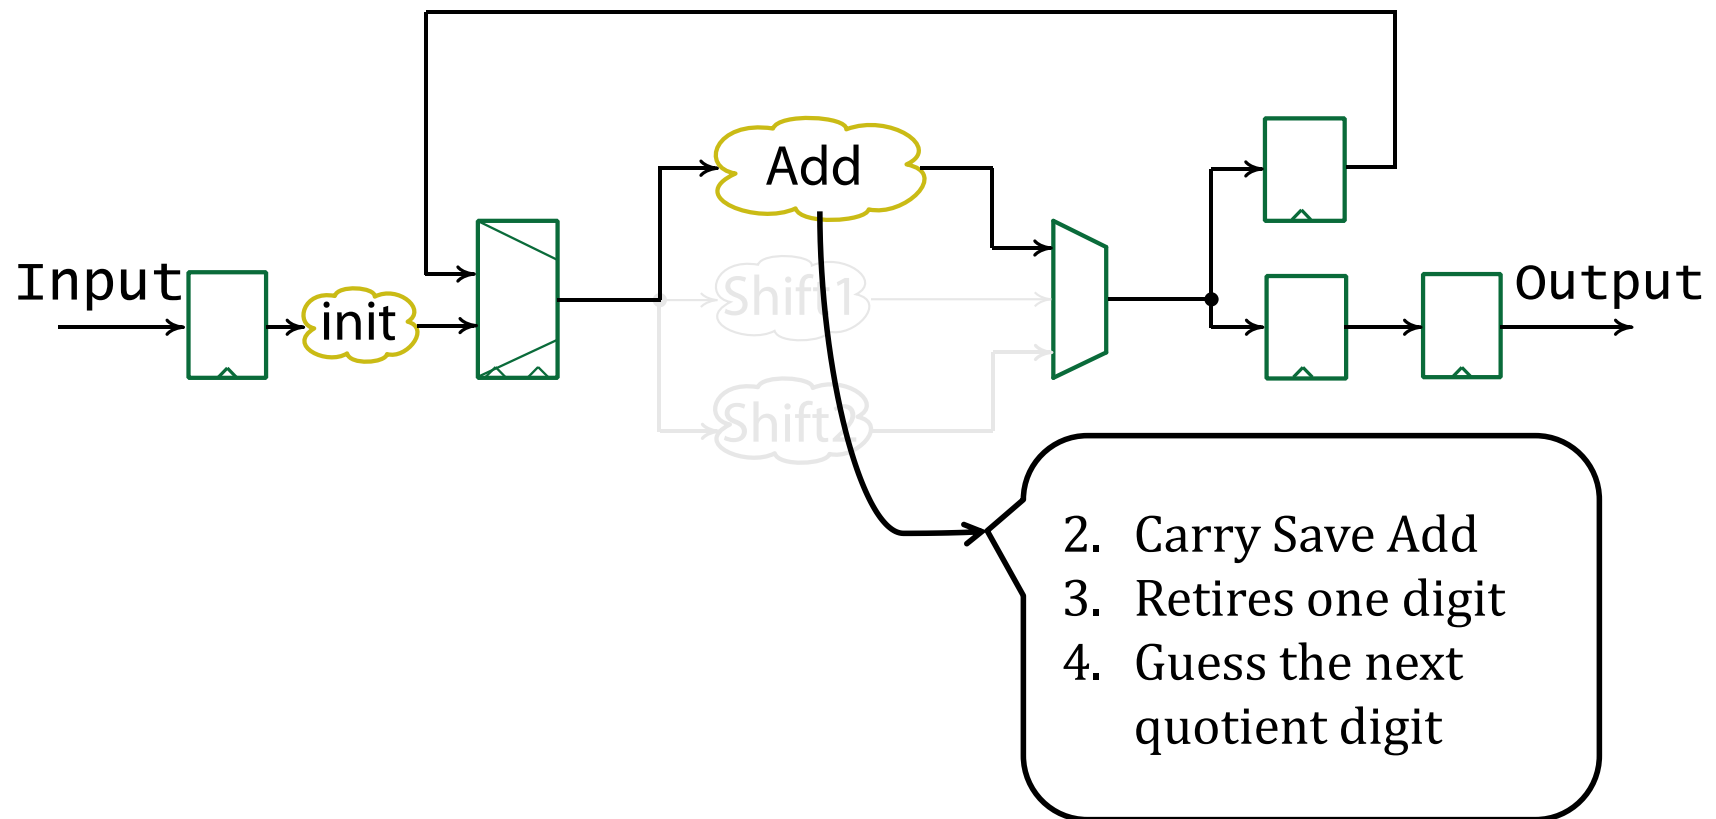 Add
Input
init
Shift1
Output
Shift2
2. Carry Save Add
3. Retires one digit
4. Guess the next
quotient digit